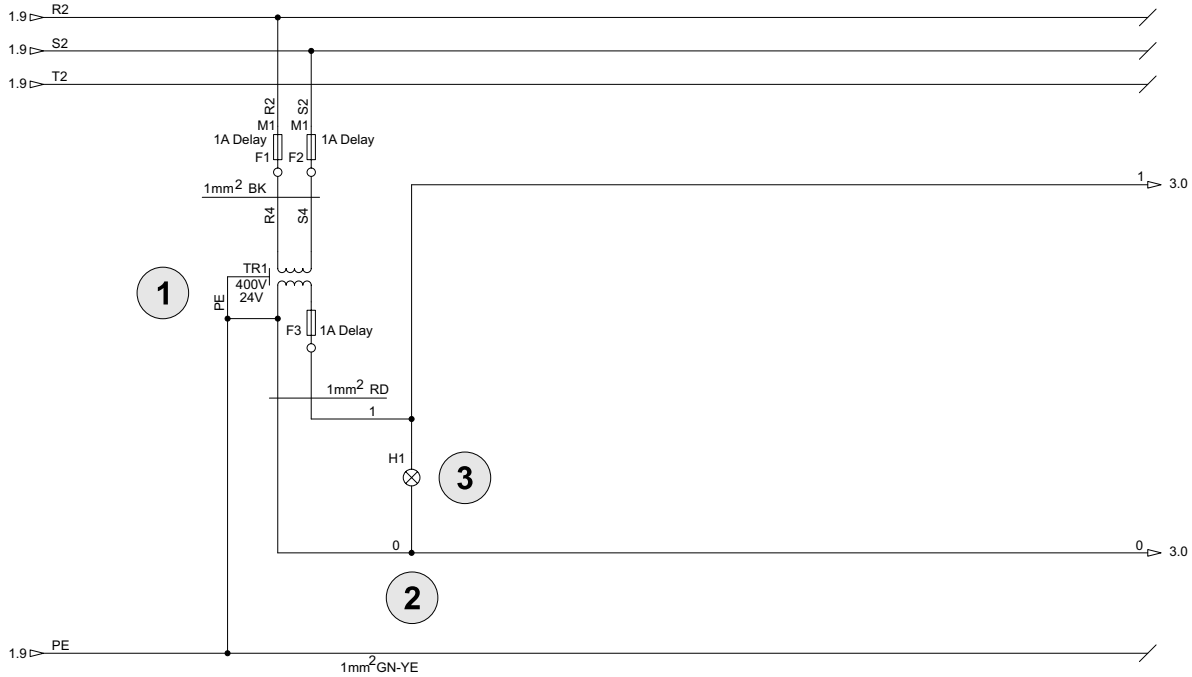 1.9 R2
1.9 S2
1.9 T2
R2 S2
M1 M1
1A Delay 1A Delay
F1 F2
1 3.0
1mm2 BK
R4 S4
TR1
400V
24V
1
PE
F3 1A Delay
1mm2 RD
1
H1
3
0 0 3.0
2
1.9 PE
1mm2GN-YE